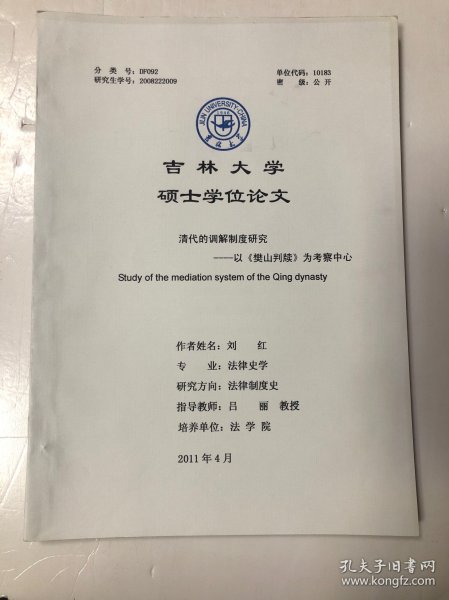 分 类 号：DF092
单位代码：10183
研究生学号：2008222009
密 级：公 开
JILIN UNIVERSITY·CHINA
吉 林 大 学
硕士学位论文
清代的调解制度研究
----以《樊山判牍》为考察中心
Study of the mediation system of the Qing dynasty
作者姓名：刘 红
专 业：法律史学
研究方向：法律制度史
指导教师：吕 丽 教授
培养单位：法 学 院
2011 年 4 月
孔夫子旧书网
www.kongfz.com